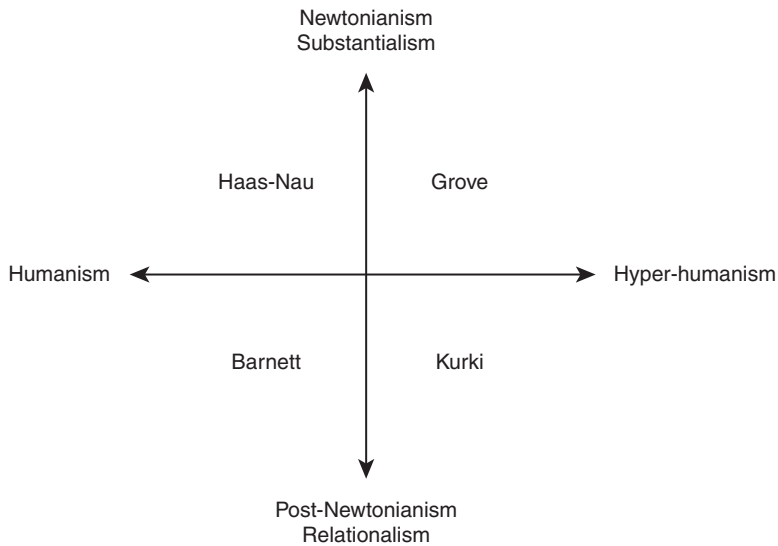 Newtonianism
Substantialism
Haas-Nau
Grove
Humanism
Hyper-humanism
Barnett
Kurki
Post-Newtonianism
Relationalism